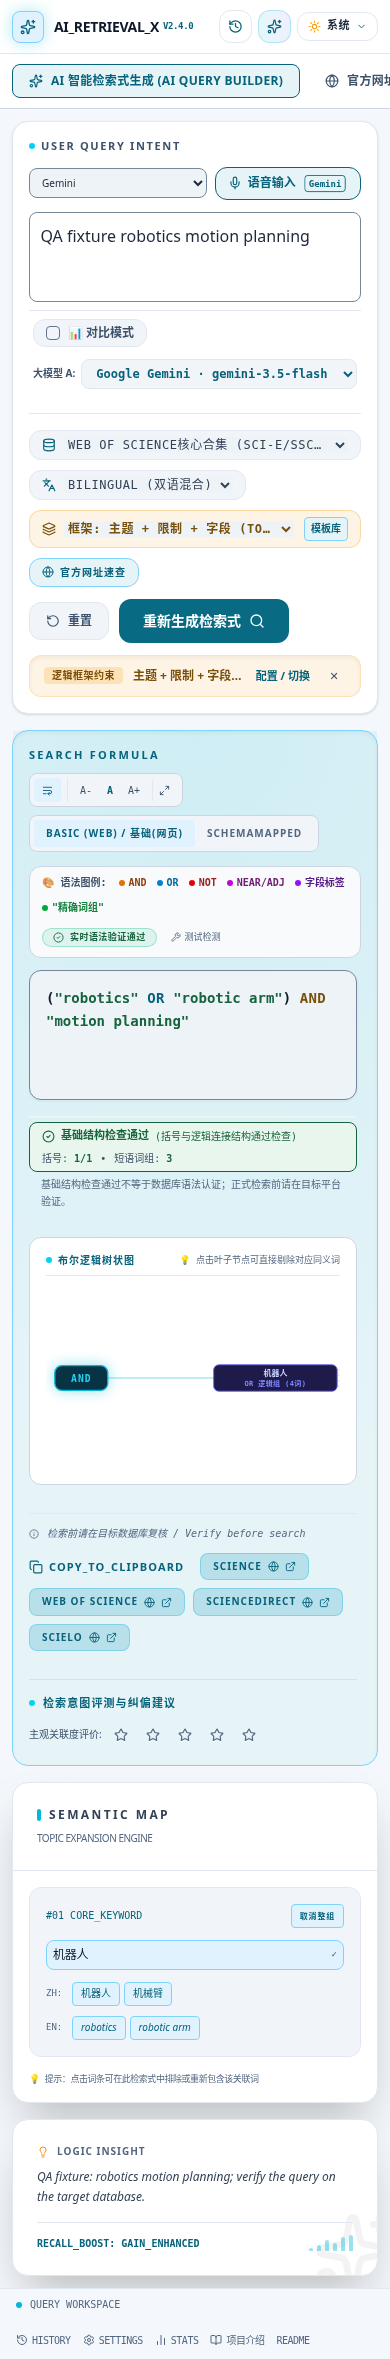 AI_RETRIEVAL_X V2.4.0 系统
AI 智能检索式生成 (AI QUERY BUILDER) 官方网
USER QUERY INTENT
Gemini 语音输入 Gemini
QA fixture robotics motion planning
📊 对比模式
大模型 A: Google Gemini · gemini-3.5-flash
WEB OF SCIENCE核心合集 (SCI-E/SSC…
BILINGUAL (双语混合)
框架: 主题 + 限制 + 字段 (TO… 模板库
官方网址速查
重置 重新生成检索式
逻辑框架约束 主题 + 限制 + 字段… 配置 / 切换 ×
SEARCH FORMULA
A- A A+
BASIC (WEB) / 基础(网页) SCHEMAMAPPED
🎨 语法图例: AND OR NOT NEAR/ADJ 字段标签
"精确词组"
实时语法验证通过 测试检测
("robotics" OR "robotic arm") AND
"motion planning"
基础结构检查通过 (括号与逻辑连接结构通过检查)
括号: 1/1 • 短语词组: 3
基础结构检查通过不等于数据库语法认证；正式检索前请在目标平台
验证。
布尔逻辑树状图 💡 点击叶子节点可直接剔除对应同义词
AND 机器人
OR 逻辑组 (4词)
检索前请在目标数据库复核 / Verify before search
COPY_TO_CLIPBOARD SCIENCE
WEB OF SCIENCE SCIENCEDIRECT
SCIELO
检索意图评测与纠偏建议
主观关联度评价:
SEMANTIC MAP
TOPIC EXPANSION ENGINE
#01 CORE_KEYWORD 取消整组
机器人 ✓
ZH: 机器人 机械臂
EN: robotics robotic arm
💡 提示: 点击词条可在此检索式中排除或重新包含该关联词
LOGIC INSIGHT
QA fixture: robotics motion planning; verify the query on
the target database.
RECALL_BOOST: GAIN_ENHANCED
QUERY WORKSPACE
HISTORY SETTINGS STATS 项目介绍 README